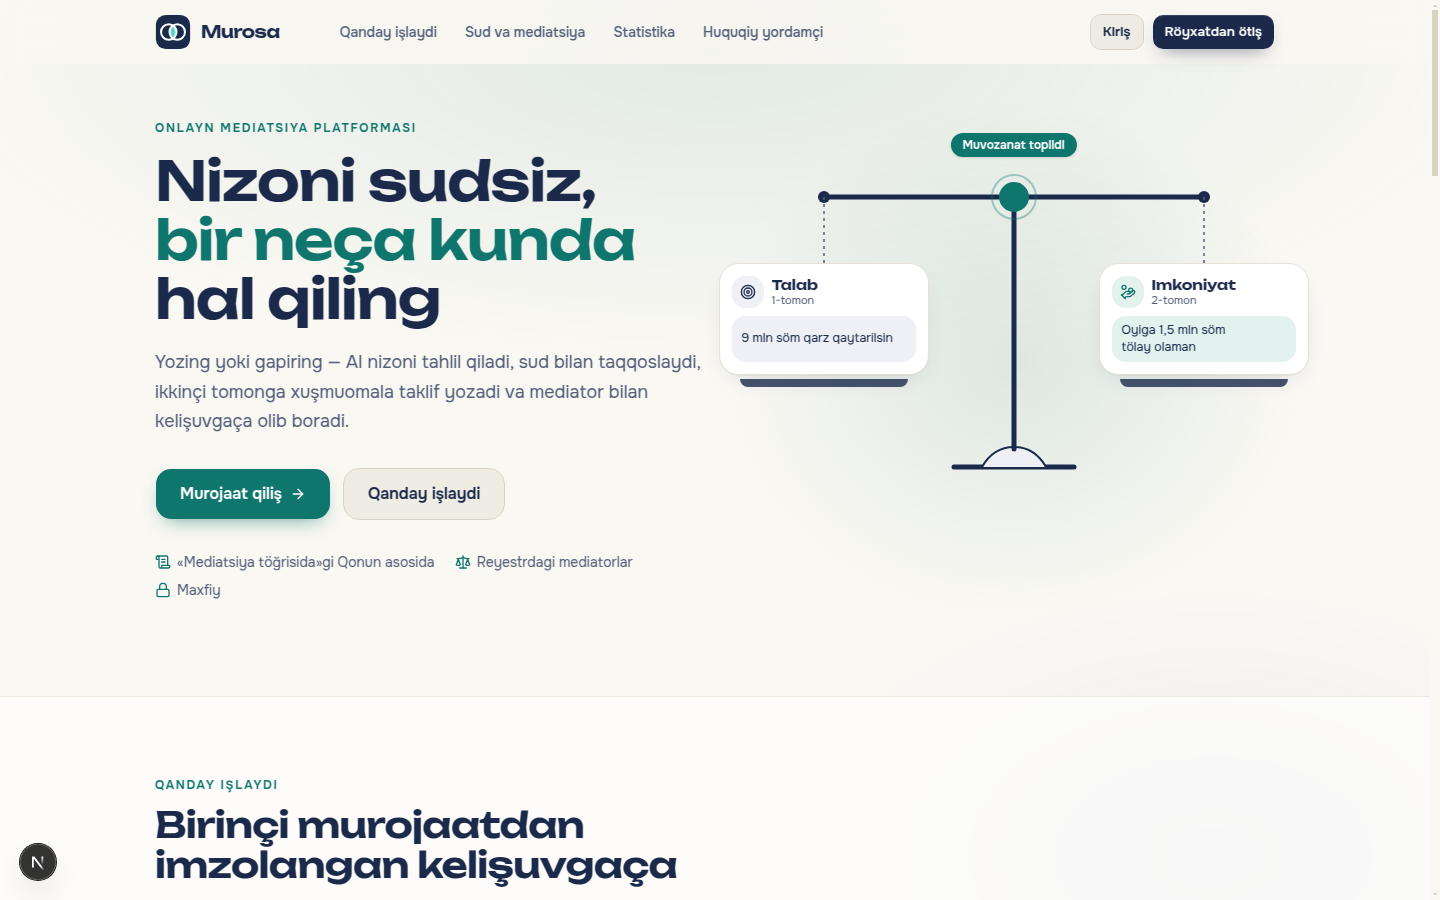 Murosa
Qanday işlaydi
Sud va mediatsiya
Statistika
Huquqiy yordamçi
Kiriş
Röyxatdan ötiş
ONLAYN MEDIATSIYA PLATFORMASI
Nizoni sudsiz,
bir neça kunda
hal qiling
Yozing yoki gapiring — AI nizoni tahlil qiladi, sud bilan taqqoslaydi,
ikkinçi tomonga xuşmuomala taklif yozadi va mediator bilan
kelişuvgaça olib boradi.
Murojaat qiliş
Qanday işlaydi
«Mediatsiya töğrisida»gi Qonun asosida
Reyestrdagi mediatorlar
Maxfiy
Muvozanat topildi
Talab
1-tomon
9 mln söm qarz qaytarilsin
Imkoniyat
2-tomon
Oyiga 1,5 mln söm
tölay olaman
QANDAY IŞLAYDI
Birinçi murojaatdan
imzolangan kelişuvgaça
N